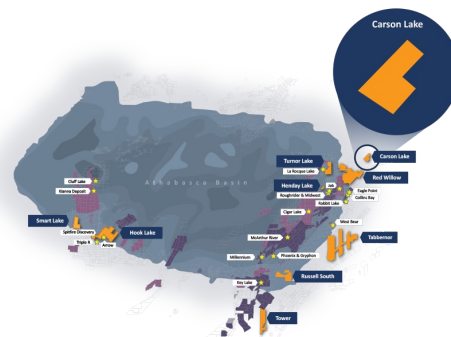 Carson Lake
Carson Lake
Turnor Lake
La Rocque Lake
Red Willow
Athabasca Basin
Cluff Lake
Kianna Deposit
Henday Lake
Jeb
Roughrider & Midwest
Eagle Point
Collins Bay
Rabbit Lake
Cigar Lake
Smart Lake
Spitfire Discovery
Hook Lake
Triple R
Arrow
West Bear
McArthur River
Tabbernor
Millennium
Phoenix & Gryphon
Russell South
Key Lake
Tower